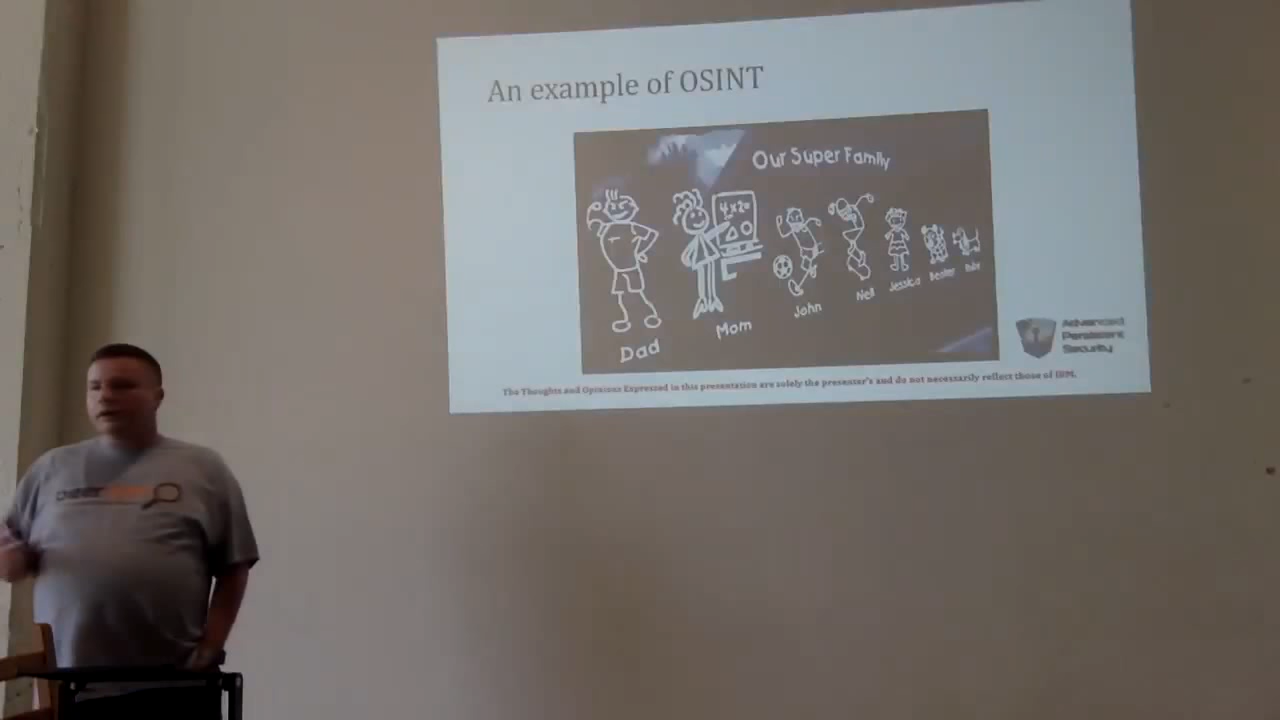 An example of OSINT
Our Super Family
4x2=
Dad
Mom
John
Nell
Jessica
Advanced
Persistent
Security
The Thoughts and Opinions Expressed in this presentation are solely the presenter's and do not necessarily reflect those of IBM.